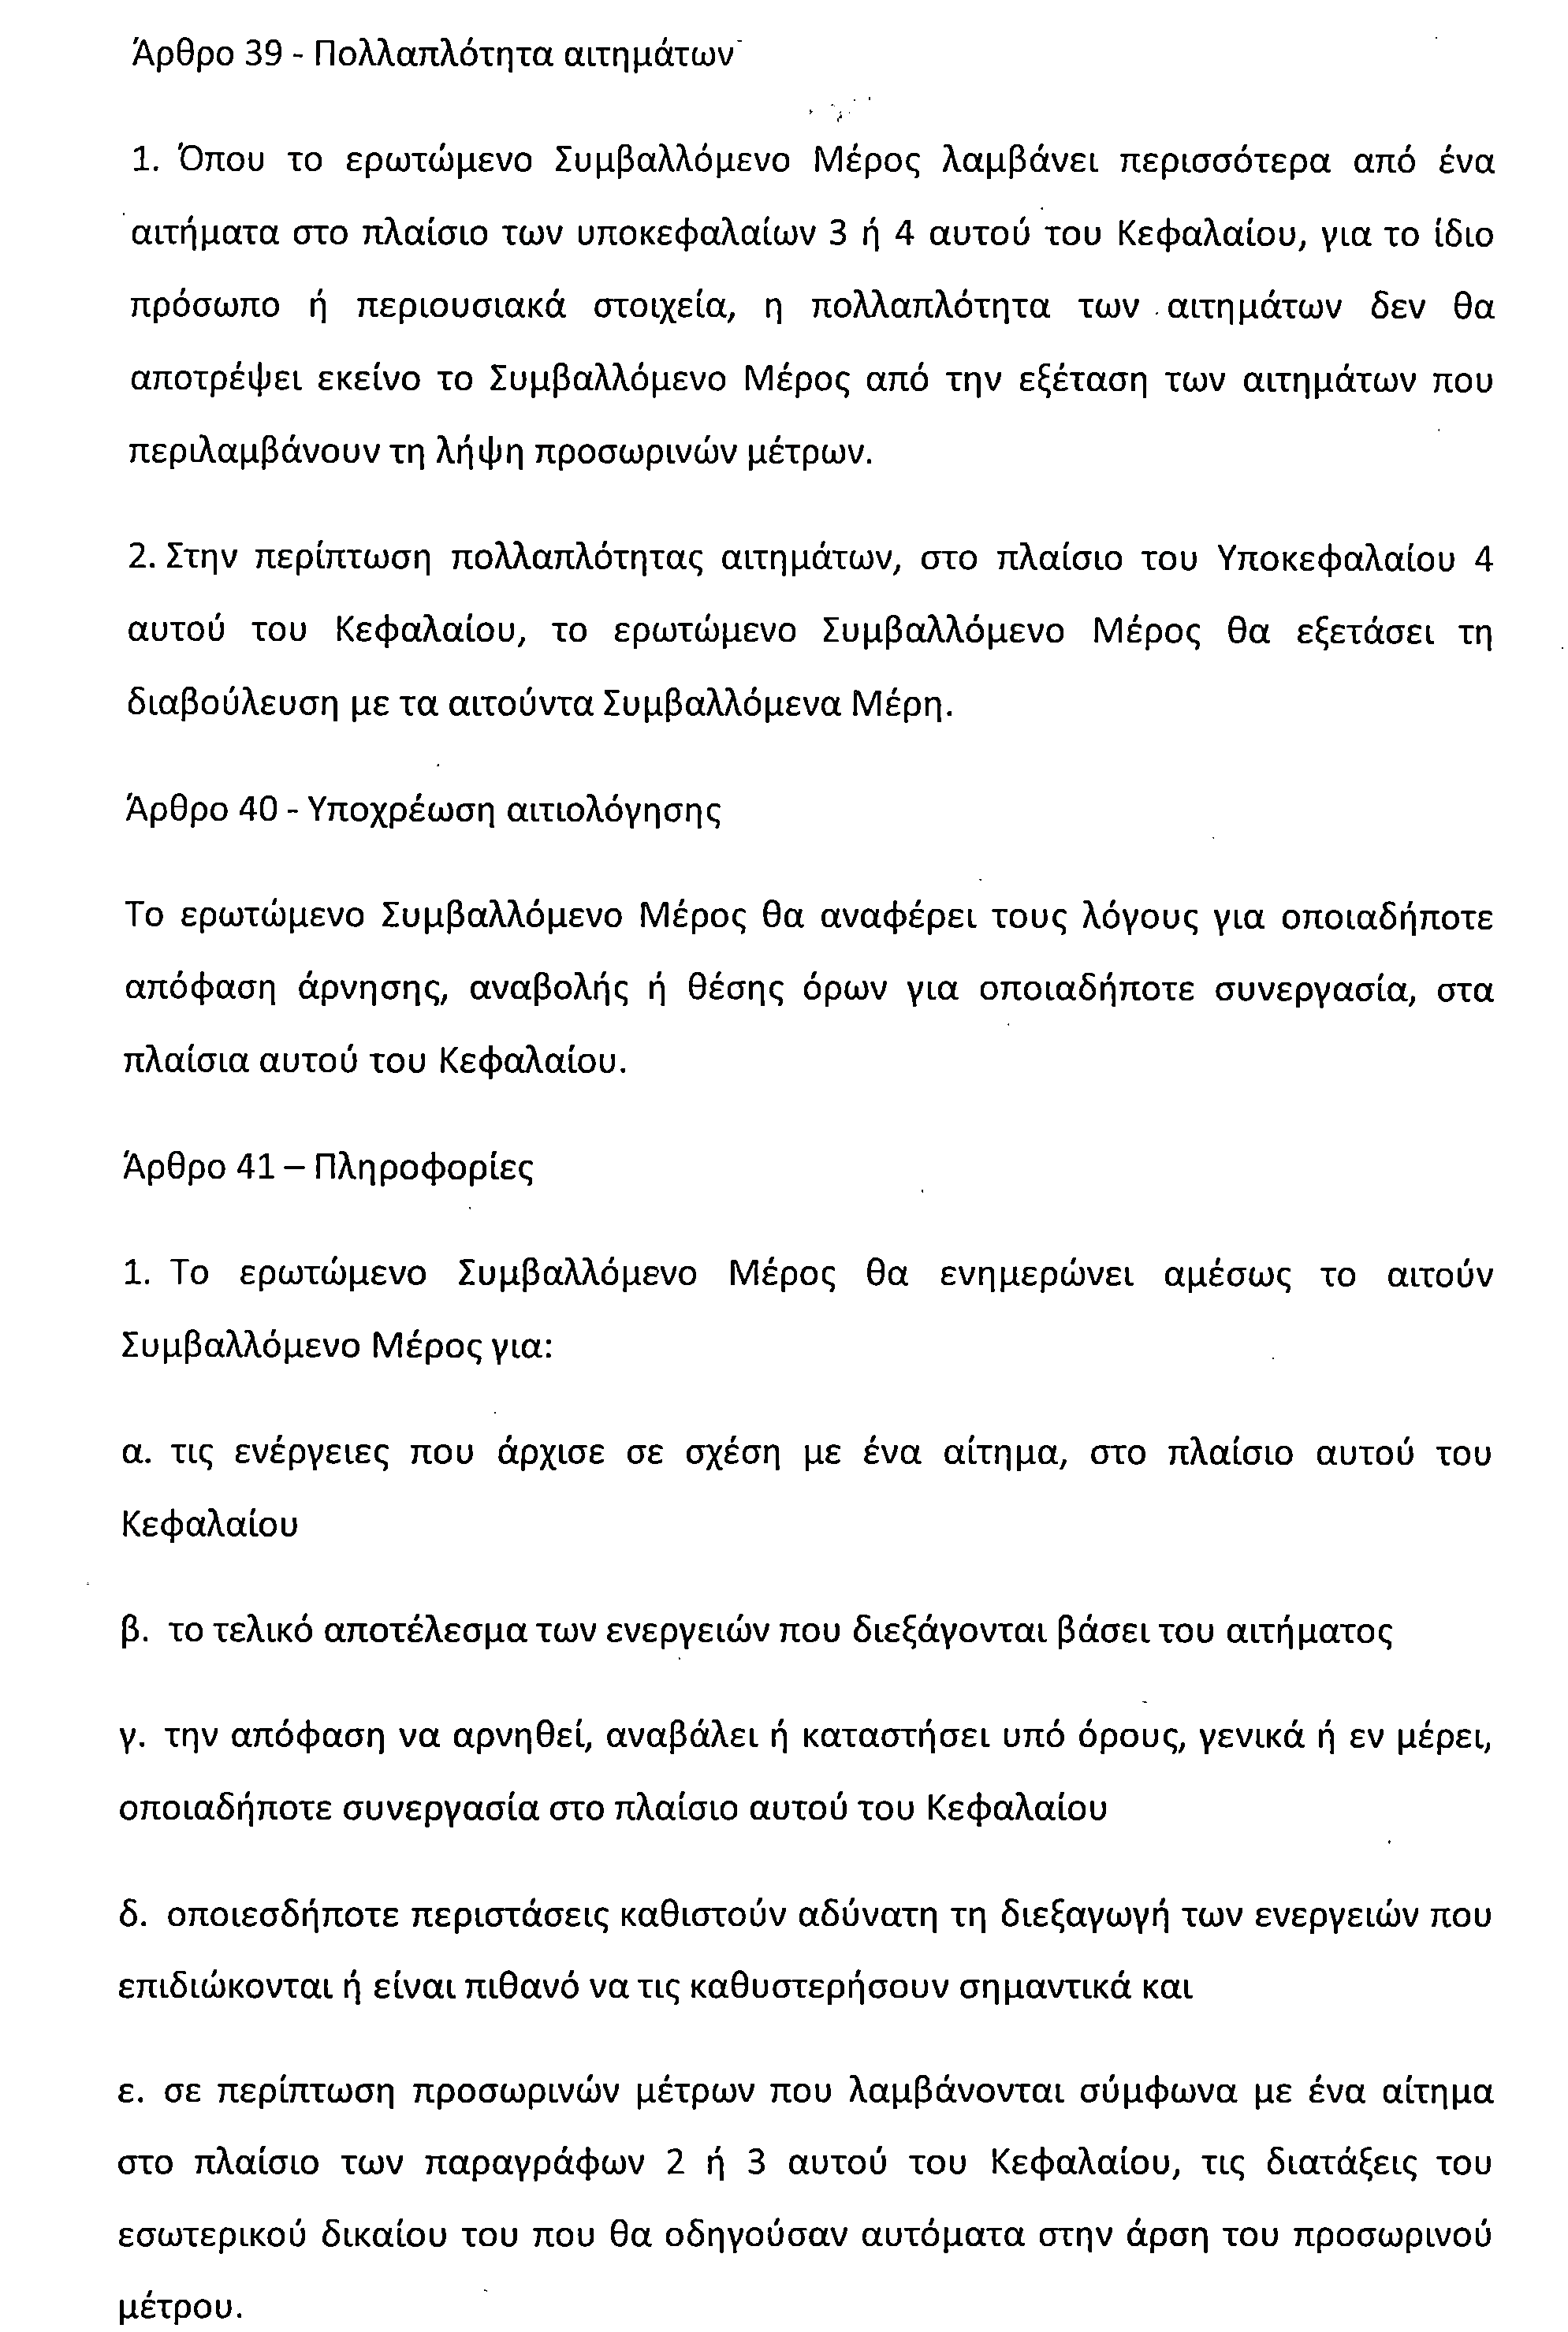 Άρθρο 39 - Πολλαπλότητα αιτημάτων
1. Όπου το ερωτώμενο Συμβαλλόμενο Μέρος λαμβάνει περισσότερα από ένα
αιτήματα στο πλαίσιο των υποκεφαλαίων 3 ή 4 αυτού του Κεφαλαίου, για το ίδιο
πρόσωπο ή περιουσιακά στοιχεία, η πολλαπλότητα των αιτημάτων δεν θα
αποτρέψει εκείνο το Συμβαλλόμενο Μέρος από την εξέταση των αιτημάτων που
περιλαμβάνουν τη λήψη προσωρινών μέτρων.
2. Στην περίπτωση πολλαπλότητας αιτημάτων, στο πλαίσιο του Υποκεφαλαίου 4
αυτού του Κεφαλαίου, το ερωτώμενο Συμβαλλόμενο Μέρος θα εξετάσει τη
διαβούλευση με τα αιτούντα Συμβαλλόμενα Μέρη.
Άρθρο 40 - Υποχρέωση αιτιολόγησης
Το ερωτώμενο Συμβαλλόμενο Μέρος θα αναφέρει τους λόγους για οποιαδήποτε
απόφαση άρνησης, αναβολής ή θέσης όρων για οποιαδήποτε συνεργασία, στα
πλαίσια αυτού του Κεφαλαίου.
Άρθρο 41 – Πληροφορίες
1. Το ερωτώμενο Συμβαλλόμενο Μέρος θα ενημερώνει αμέσως το αιτούν
Συμβαλλόμενο Μέρος για:
α. τις ενέργειες που άρχισε σε σχέση με ένα αίτημα, στο πλαίσιο αυτού του
Κεφαλαίου
β. το τελικό αποτέλεσμα των ενεργειών που διεξάγονται βάσει του αιτήματος
γ. την απόφαση να αρνηθεί, αναβάλει ή καταστήσει υπό όρους, γενικά ή εν μέρει,
οποιαδήποτε συνεργασία στο πλαίσιο αυτού του Κεφαλαίου
δ. οποιεσδήποτε περιστάσεις καθιστούν αδύνατη τη διεξαγωγή των ενεργειών που
επιδιώκονται ή είναι πιθανό να τις καθυστερήσουν σημαντικά και
ε. σε περίπτωση προσωρινών μέτρων που λαμβάνονται σύμφωνα με ένα αίτημα
στο πλαίσιο των παραγράφων 2 ή 3 αυτού του Κεφαλαίου, τις διατάξεις του
εσωτερικού δικαίου του που θα οδηγούσαν αυτόματα στην άρση του προσωρινού
μέτρου.